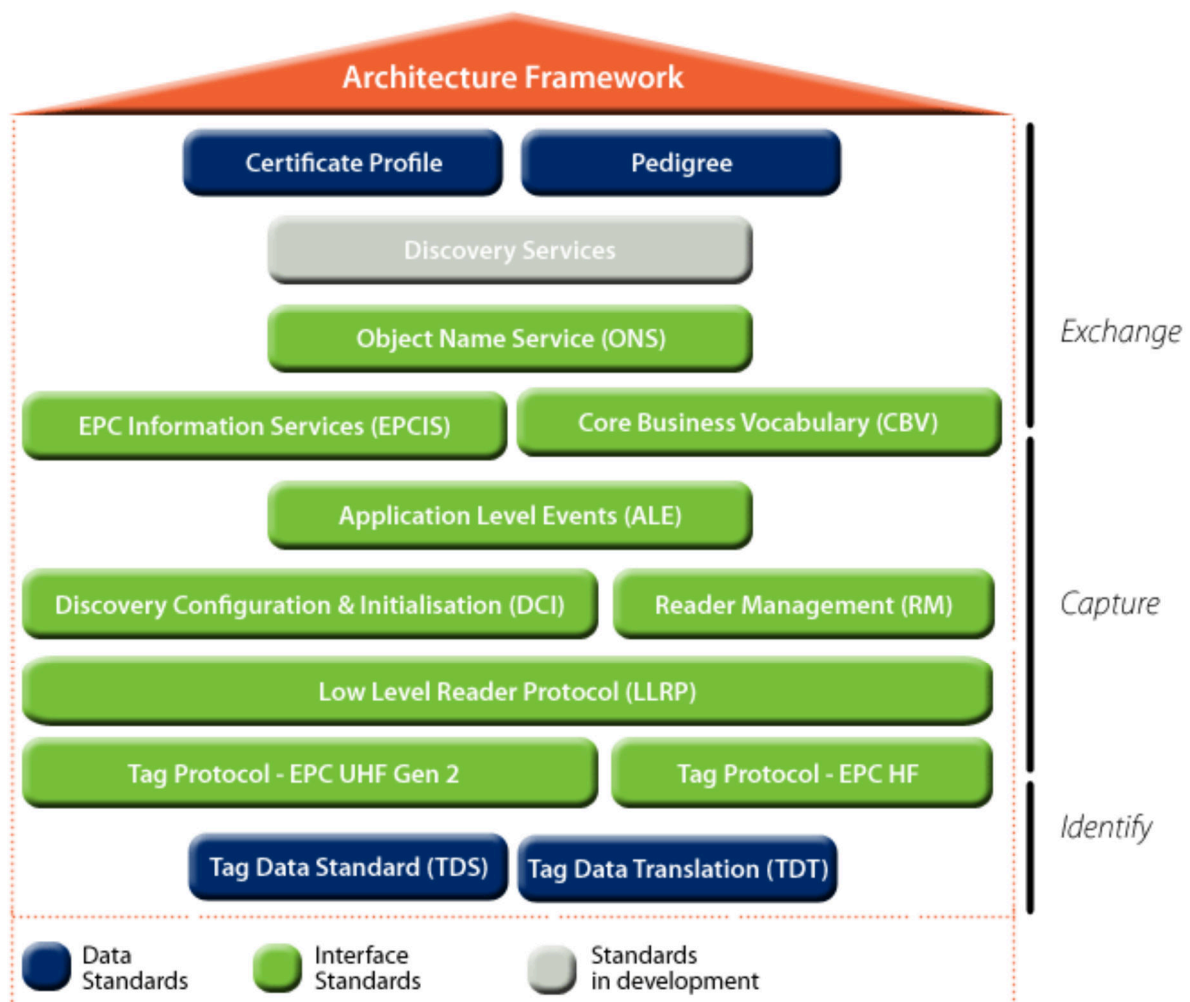 Architecture Framework
Certificate Profile
Pedigree
Discovery Services
Object Name Service (ONS)
Exchange
EPC Information Services (EPCIS)
Core Business Vocabulary (CBV)
Application Level Events (ALE)
Discovery Configuration & Initialisation (DCI)
Reader Management (RM)
Capture
Low Level Reader Protocol (LLRP)
Tag Protocol - EPC UHF Gen 2
Tag Protocol - EPC HF
Identify
Tag Data Standard (TDS)
Tag Data Translation (TDT)
Data
Standards
Interface
Standards
Standards
in development